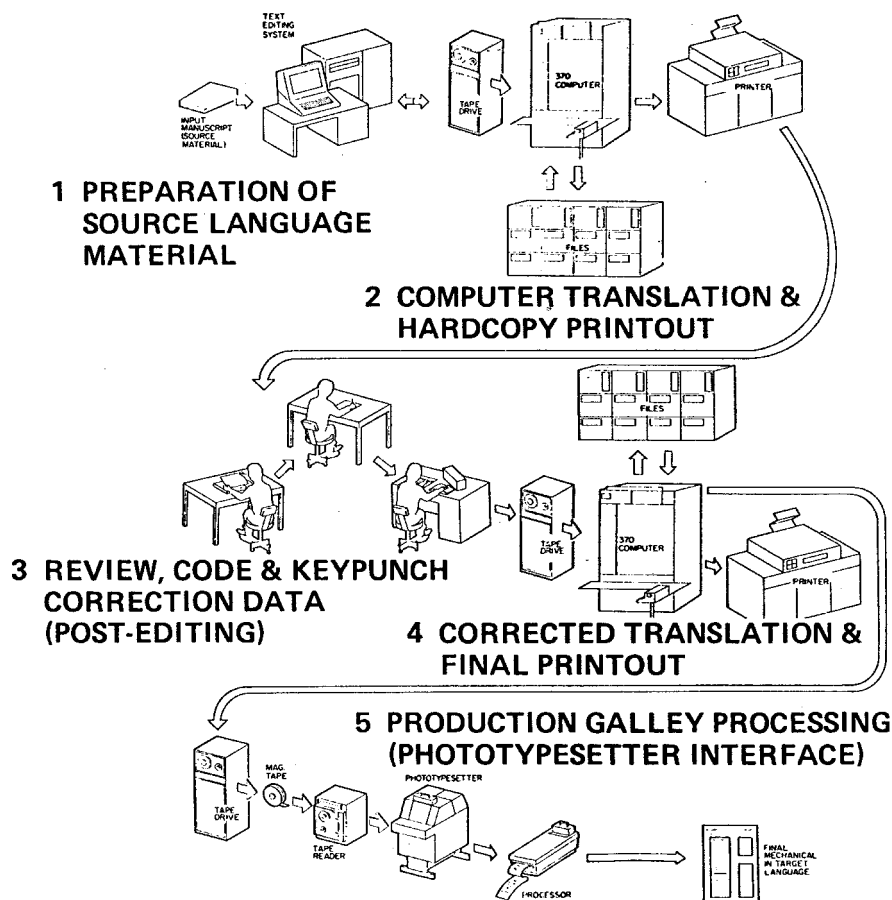 TEXT
EDITING
SYSTEM
INPUT
MANUSCRIPT
(SOURCE
MATERIAL)
TAPE
DRIVE
370
COMPUTER
PRINTER
FILES
1 PREPARATION OF
SOURCE LANGUAGE
MATERIAL
2 COMPUTER TRANSLATION &
HARDCOPY PRINTOUT
FILES
TAPE
DRIVE
370
COMPUTER
PRINTER
3 REVIEW, CODE & KEYPUNCH
CORRECTION DATA
(POST-EDITING)
4 CORRECTED TRANSLATION &
FINAL PRINTOUT
5 PRODUCTION GALLEY PROCESSING
(PHOTOTYPESETTER INTERFACE)
TAPE
DRIVE
MAG.
TAPE
TAPE
READER
PHOTOTYPESETTER
PROCESSOR
FINAL
MECHANICAL
IN TARGET
LANGUAGE